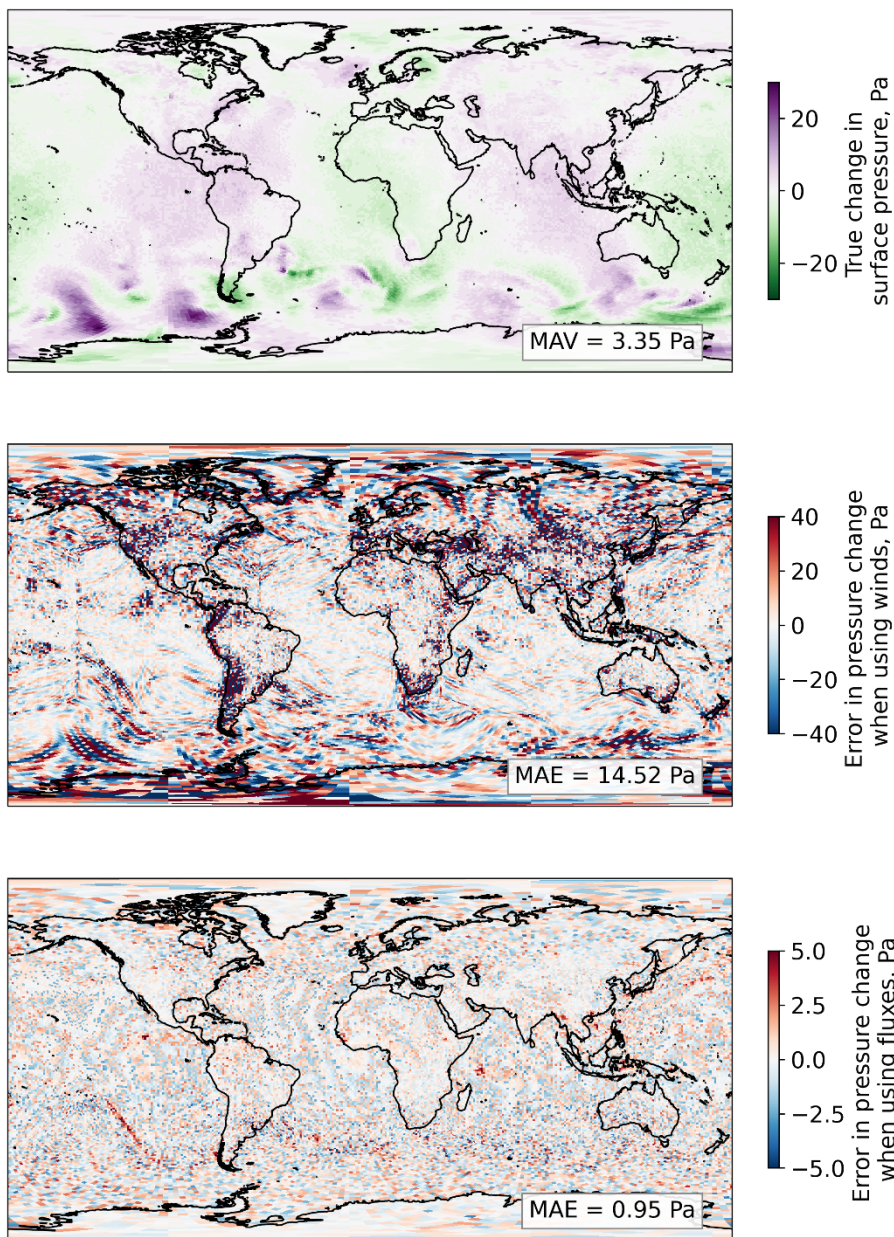 20
0
−20
True change in
surface pressure, Pa
MAV = 3.35 Pa
40
20
0
−20
−40
Error in pressure change
when using winds, Pa
MAE = 14.52 Pa
5.0
2.5
0.0
−2.5
−5.0
Error in pressure change
when using fluxes, Pa
MAE = 0.95 Pa